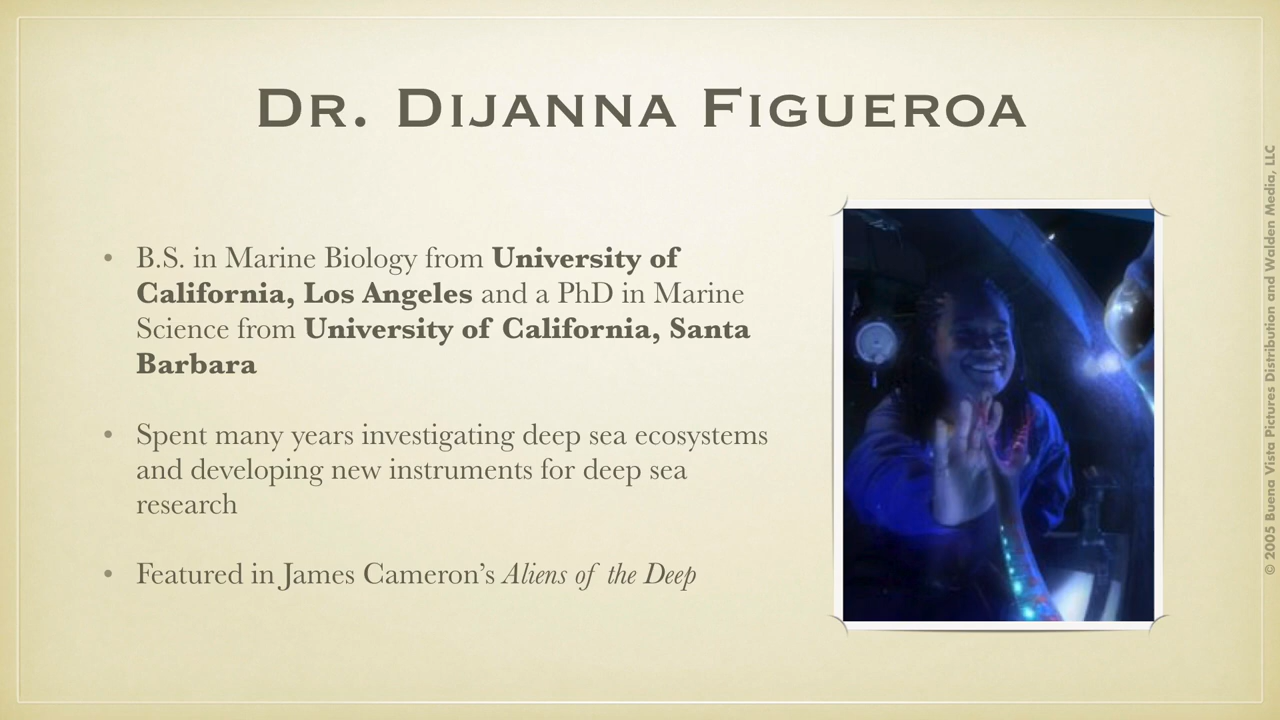 DR. DIJANNA FIGUEROA
• B.S. in Marine Biology from University of
California, Los Angeles and a PhD in Marine
Science from University of California, Santa
Barbara
• Spent many years investigating deep sea ecosystems
and developing new instruments for deep sea
research
• Featured in James Cameron’s Aliens of the Deep
© 2005 Buena Vista Pictures Distribution and Walden Media, LLC